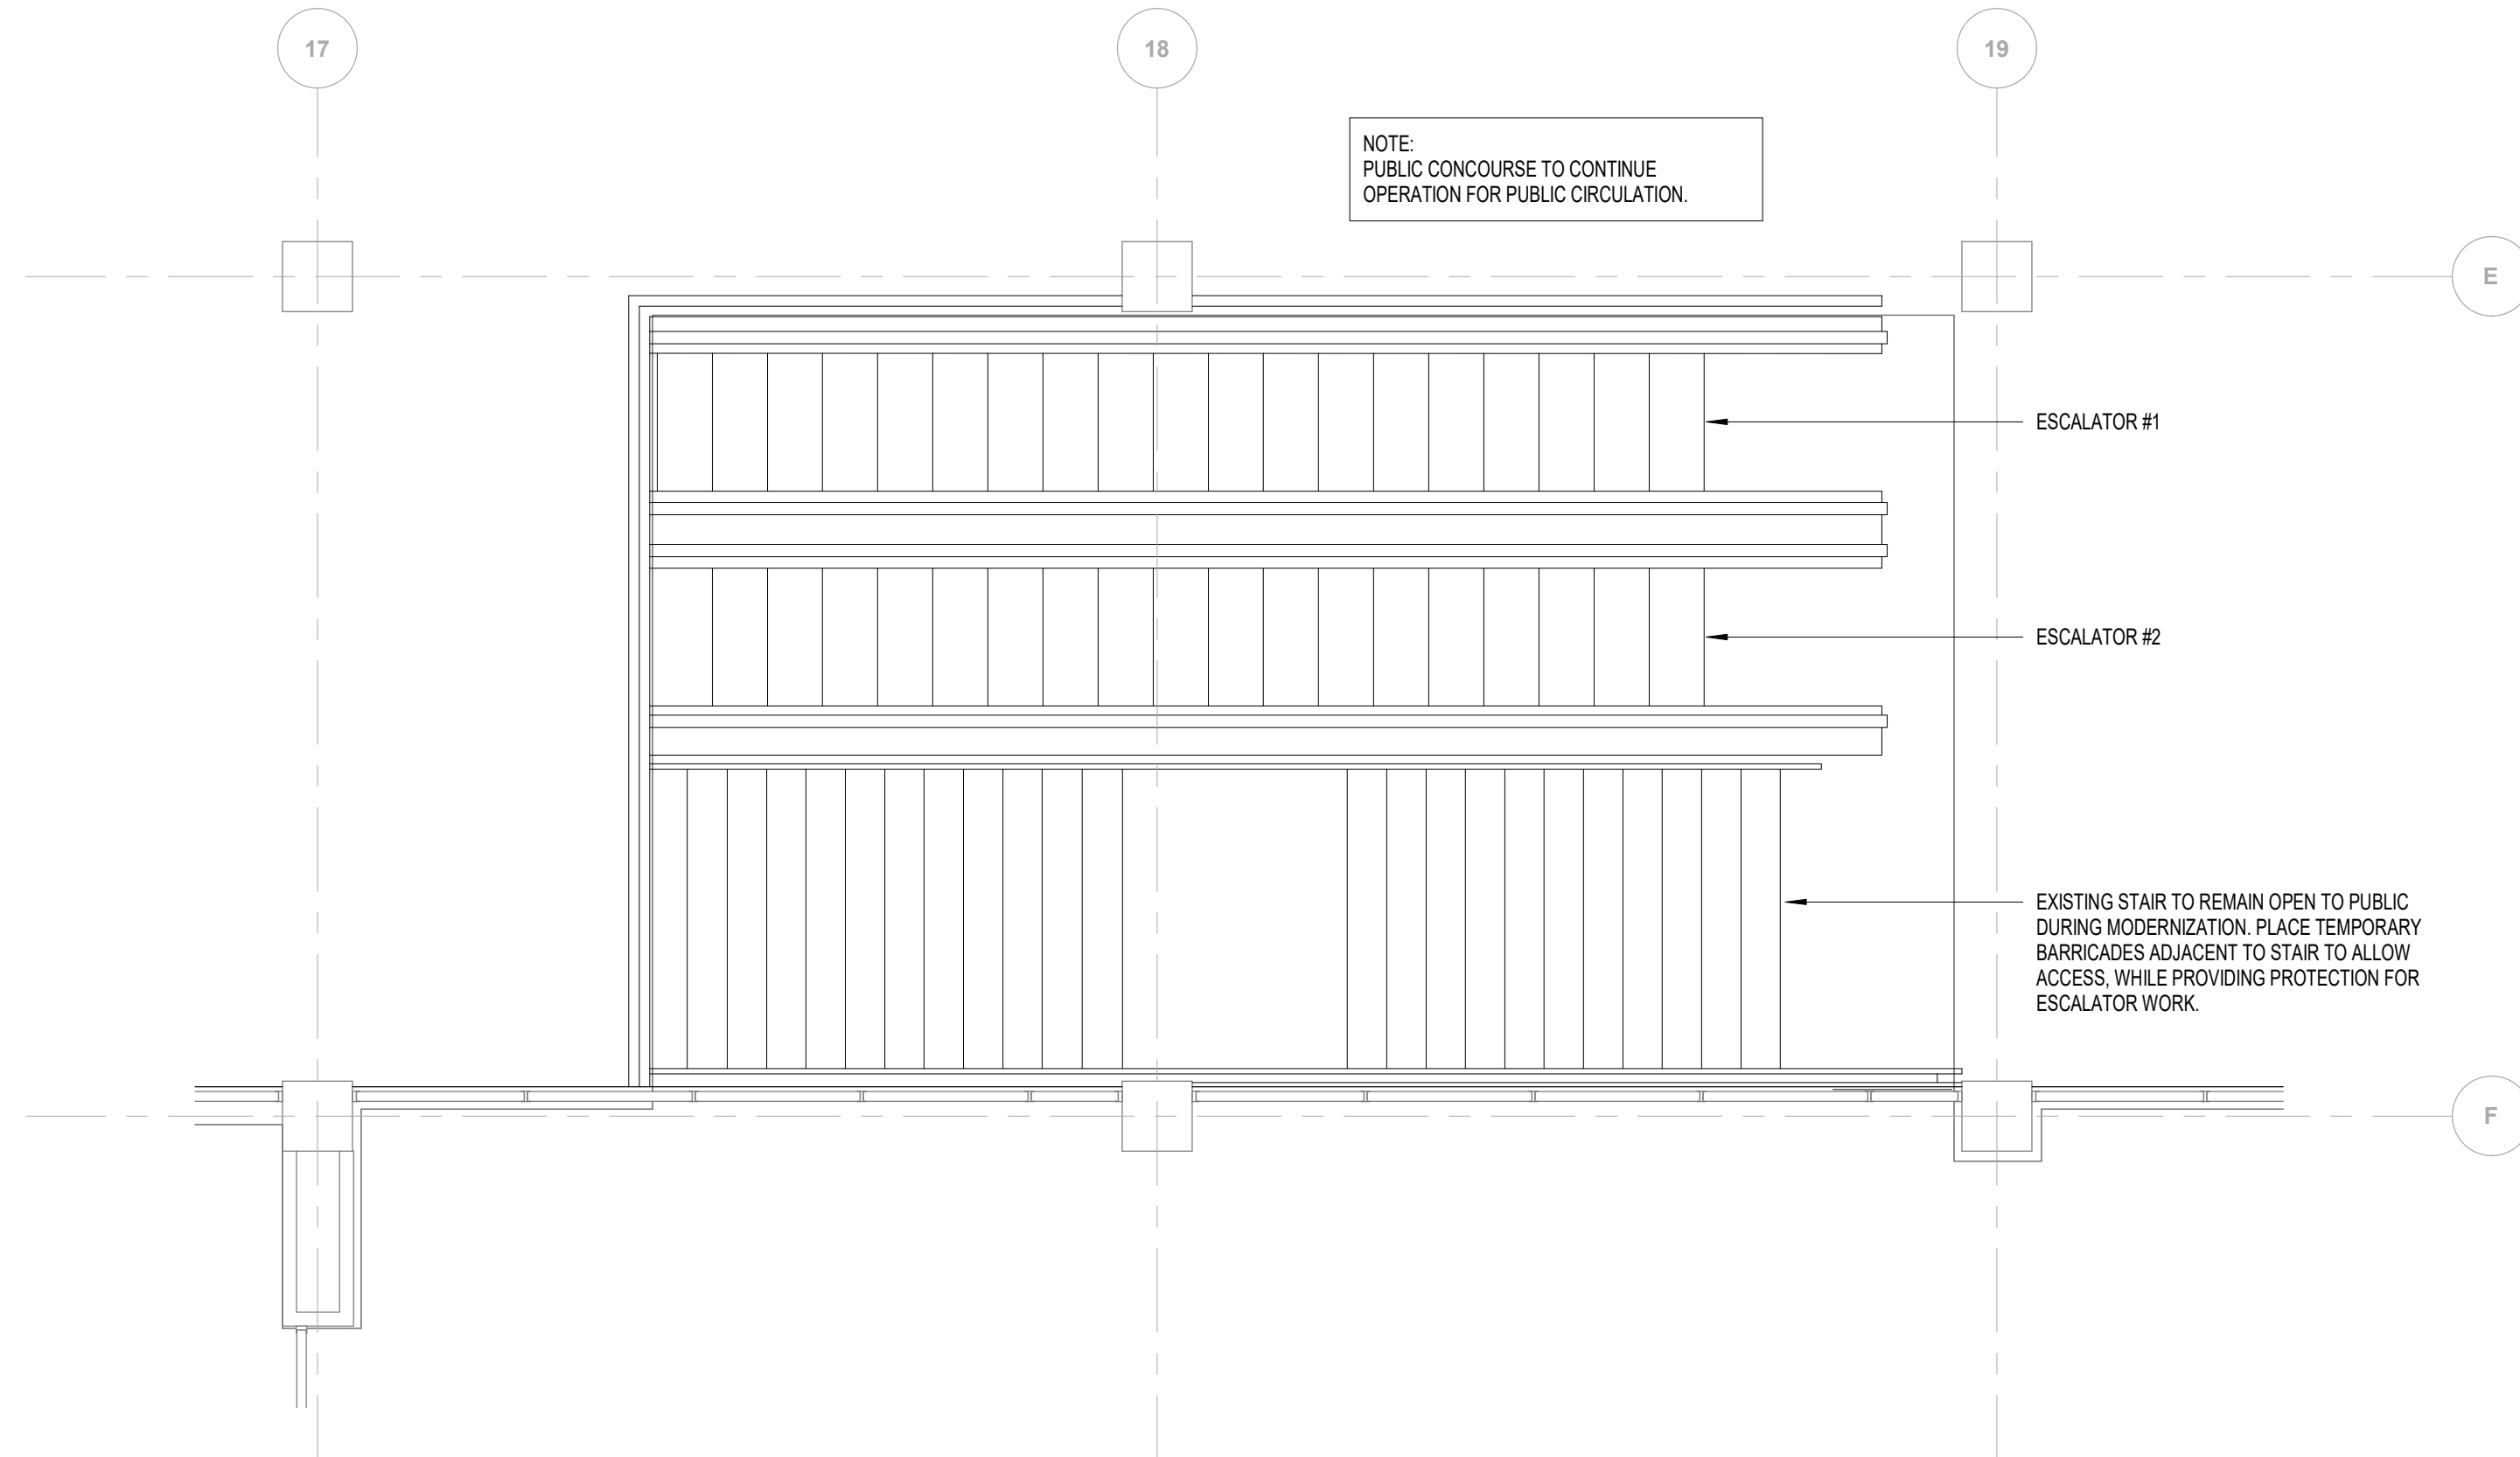 17
18
19
NOTE:
PUBLIC CONCOURSE TO CONTINUE
OPERATION FOR PUBLIC CIRCULATION.
E
ESCALATOR #1
ESCALATOR #2
EXISTING STAIR TO REMAIN OPEN TO PUBLIC
DURING MODERNIZATION. PLACE TEMPORARY
BARRICADES ADJACENT TO STAIR TO ALLOW
ACCESS, WHILE PROVIDING PROTECTION FOR
ESCALATOR WORK.
F